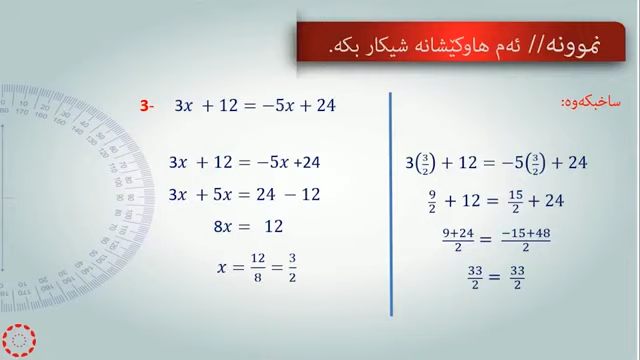 نموونە// ئەم هاوکێشانە شیکار بکە.
3- 3x + 12 = −5x + 24
3x + 12 = −5x +24
3x + 5x = 24 − 12
8x = 12
x = 12/8 = 3/2
ساخبکەوە:
3(3/2) + 12 = −5(3/2) + 24
9/2 + 12 = 15/2 + 24
9+24/2 = −15+48/2
33/2 = 33/2